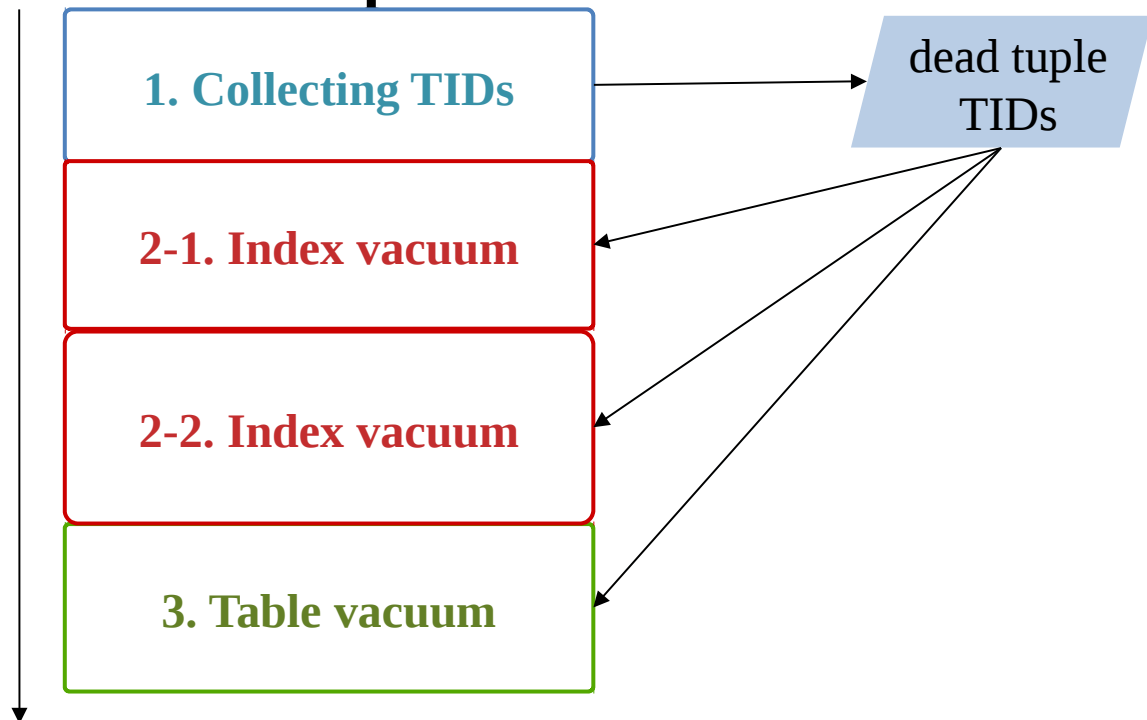 1. Collecting TIDs
dead tuple
TIDs
2-1. Index vacuum
2-2. Index vacuum
3. Table vacuum